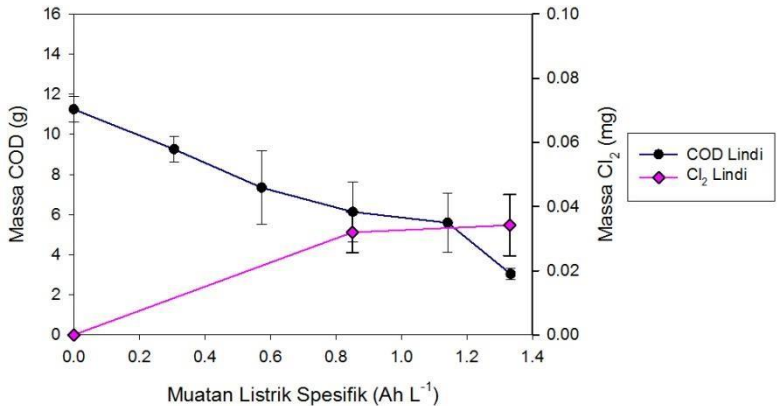 16
14
12
10
8
6
4
2
0
Massa COD (g)
0.10
0.08
0.06
0.04
0.02
0.00
Massa Cl₂ (mg)
COD Lindi
Cl₂ Lindi
0.0 0.2 0.4 0.6 0.8 1.0 1.2 1.4
Muatan Listrik Spesifik (Ah L⁻¹)